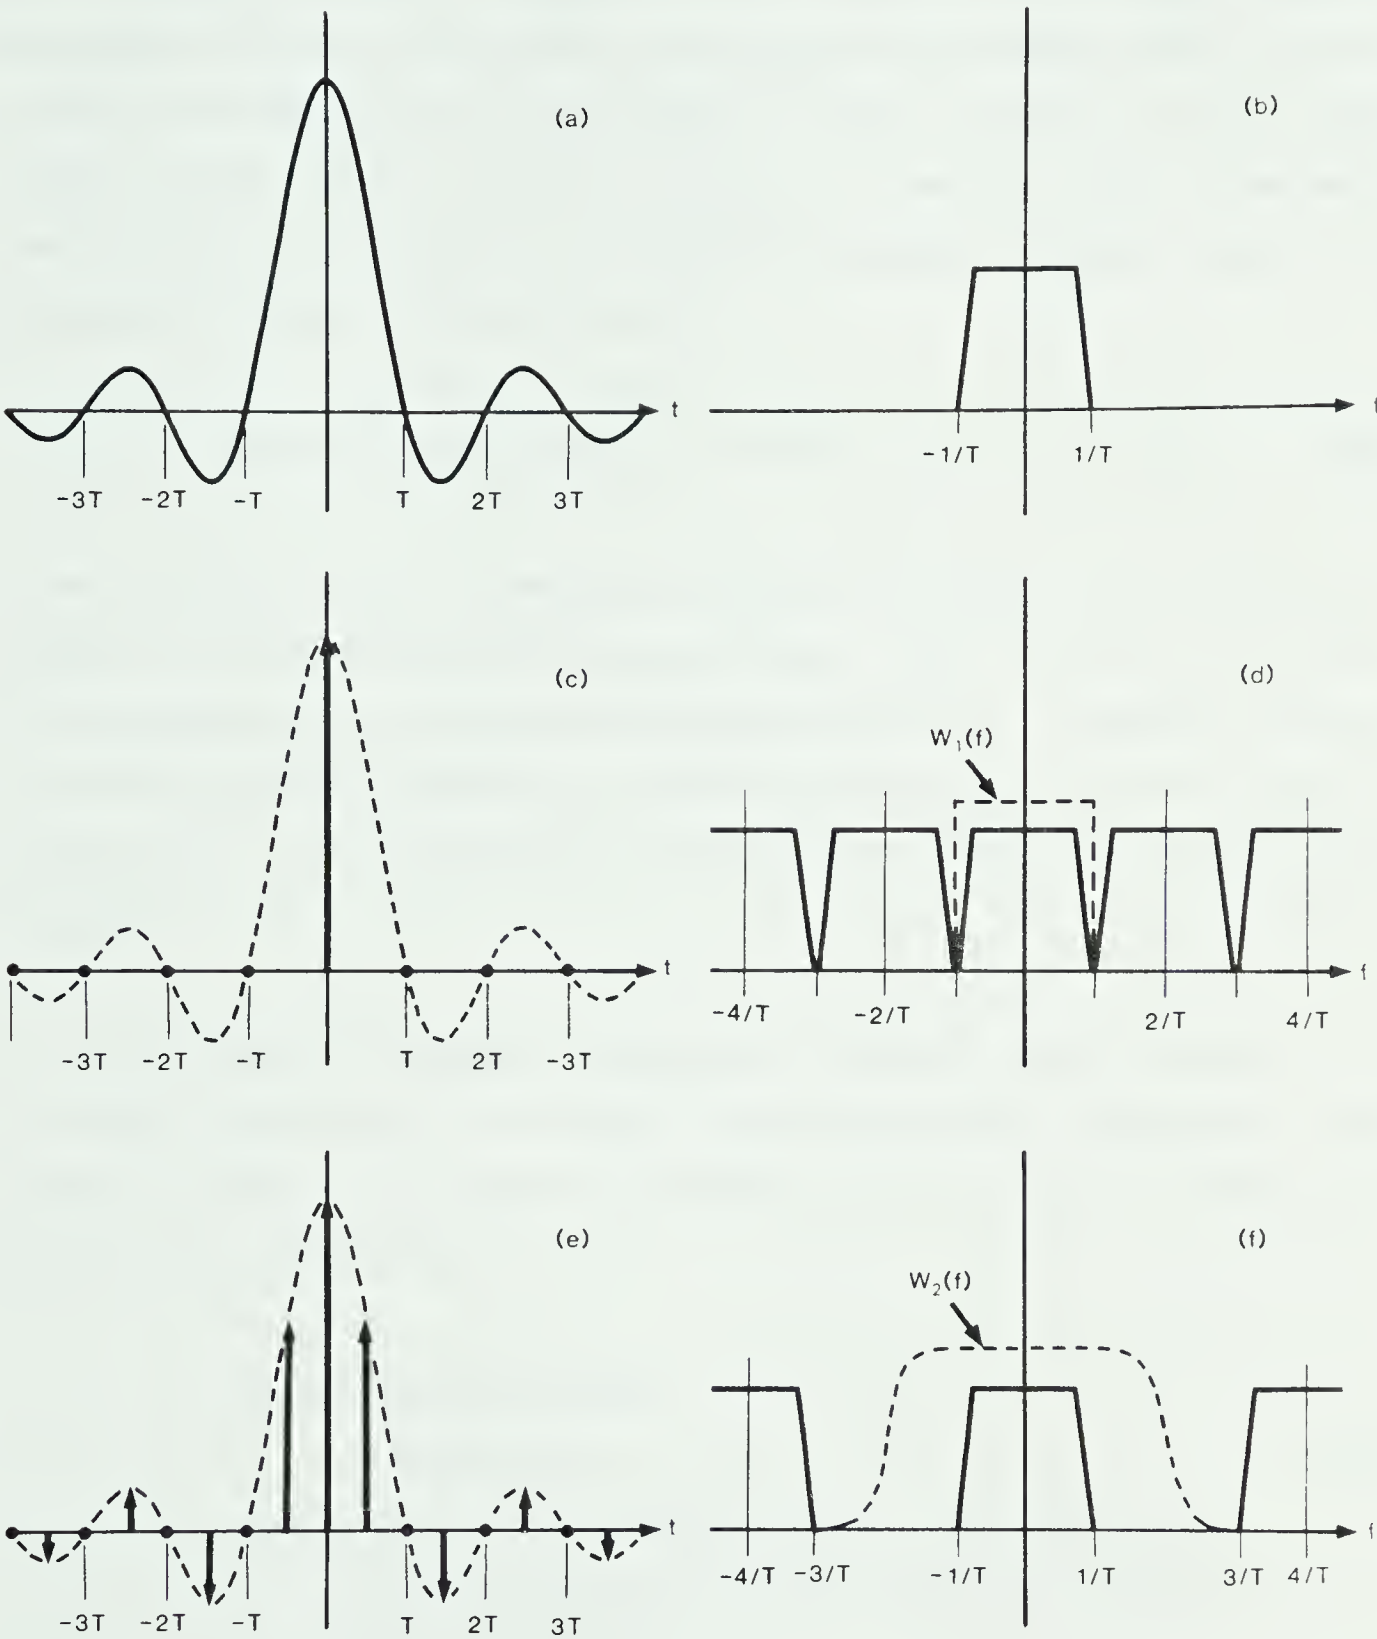 (a)
t
-3T -2T -T T 2T 3T
(b)
f
-1/T 1/T
(c)
t
-3T -2T -T T 2T -3T
(d)
W₁(f)
f
-4/T -2/T 2/T 4/T
(e)
t
-3T -2T -T T 2T 3T
(f)
W₂(f)
f
-4/T -3/T -1/T 1/T 3/T 4/T